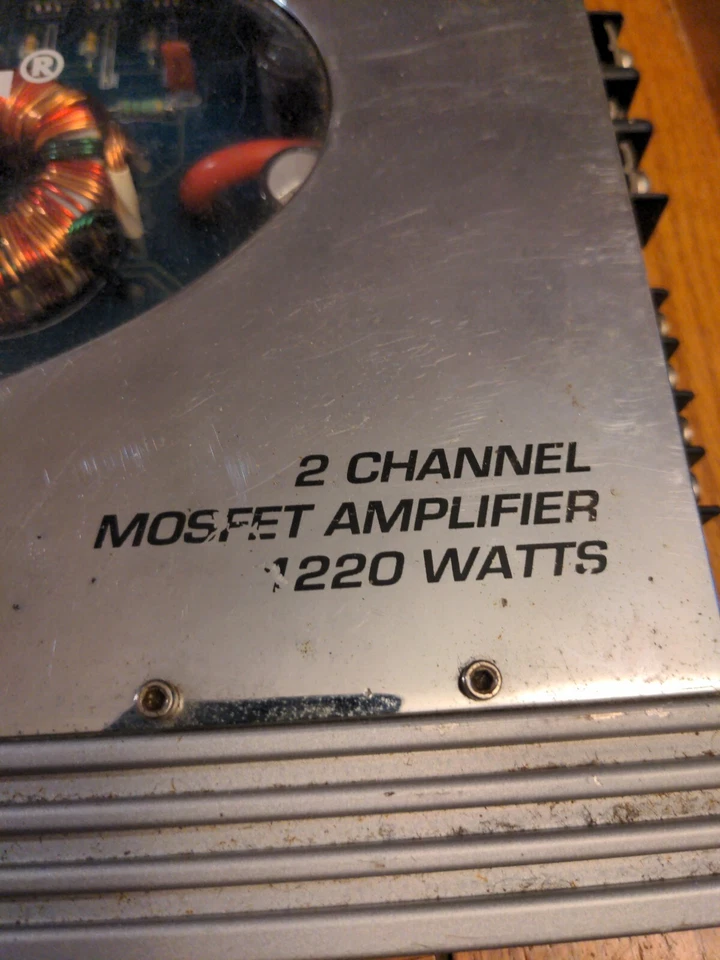 ®
2 CHANNEL
MOSFET AMPLIFIER
1220 WATTS